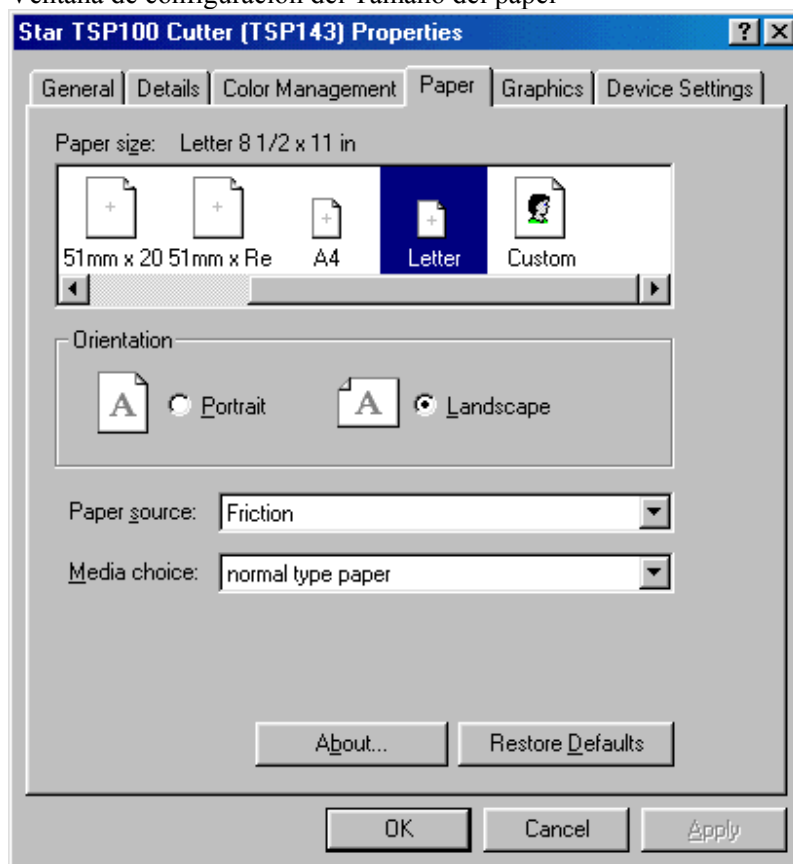 Ventana de configuración del Tamaño del papel
Star TSP100 Cutter (TSP143) Properties
General Details Color Management Paper Graphics Device Settings
Paper size: Letter 8 1/2 x 11 in
51mm x 20 51mm x Re A4 Letter Custom
Orientation
A Portrait A Landscape
Paper source: Friction
Media choice: normal type paper
About... Restore Defaults
OK Cancel Apply